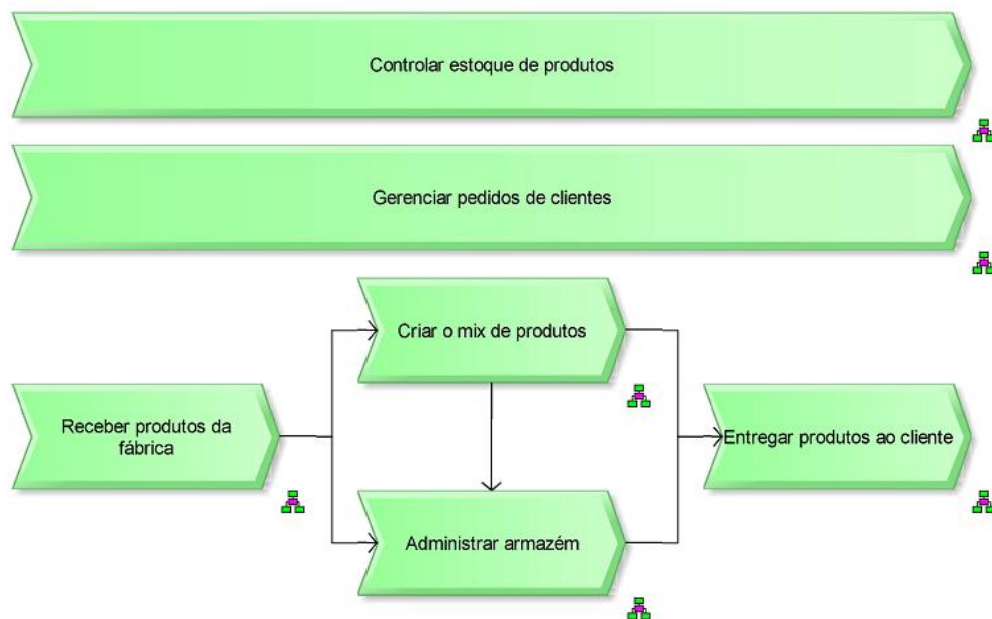 Controlar estoque de produtos
Gerenciar pedidos de clientes
Criar o mix de produtos
Receber produtos da
fábrica
Entregar produtos ao cliente
Administrar armazém